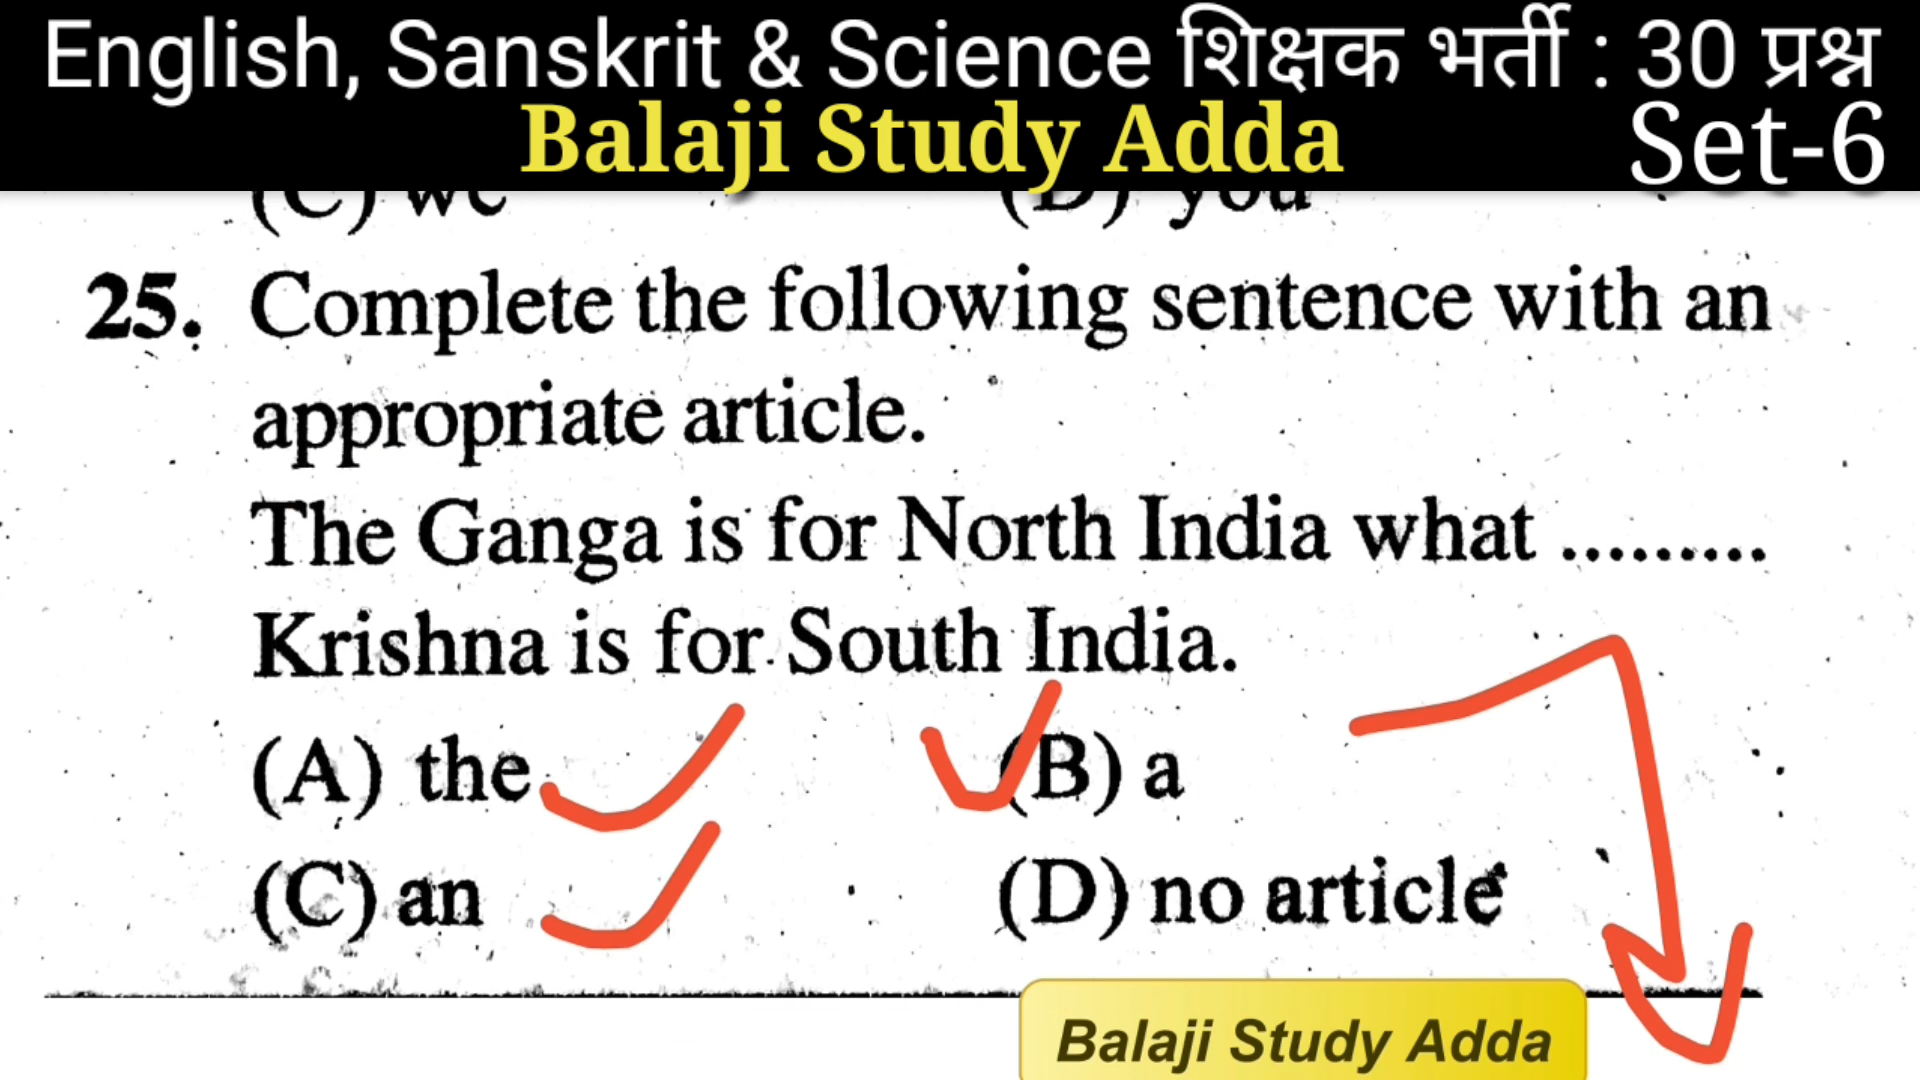 English, Sanskrit & Science शिक्षक भर्ती : 30 प्रश्न
Balaji Study Adda Set-6
(C) we (D) you
25. Complete the following sentence with an
appropriate article.
The Ganga is for North India what .........
Krishna is for South India.
(A) the (B) a
(C) an (D) no article
Balaji Study Adda